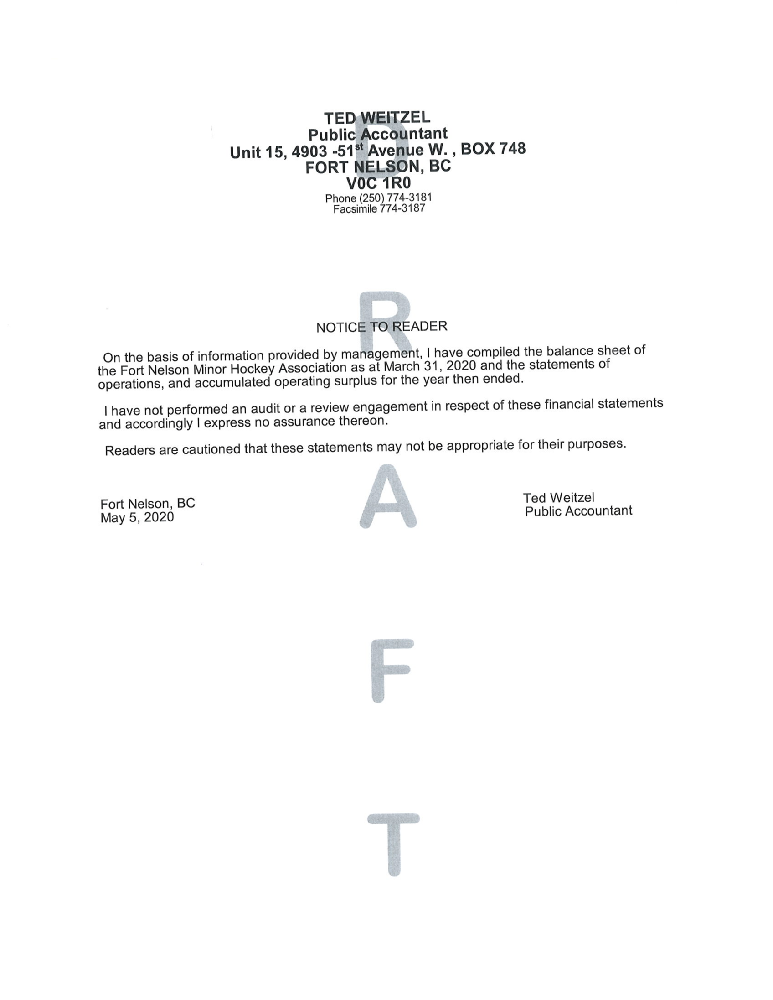 TED WEITZEL
Public Accountant
Unit 15, 4903 -51st Avenue W. , BOX 748
FORT NELSON, BC
V0C 1R0
Phone (250) 774-3181
Facsimile 774-3187
NOTICE TO READER
On the basis of information provided by management, I have compiled the balance sheet of
the Fort Nelson Minor Hockey Association as at March 31, 2020 and the statements of
operations, and accumulated operating surplus for the year then ended.
I have not performed an audit or a review engagement in respect of these financial statements
and accordingly I express no assurance thereon.
Readers are cautioned that these statements may not be appropriate for their purposes.
Fort Nelson, BC
May 5, 2020
Ted Weitzel
Public Accountant
D
R
A
F
T